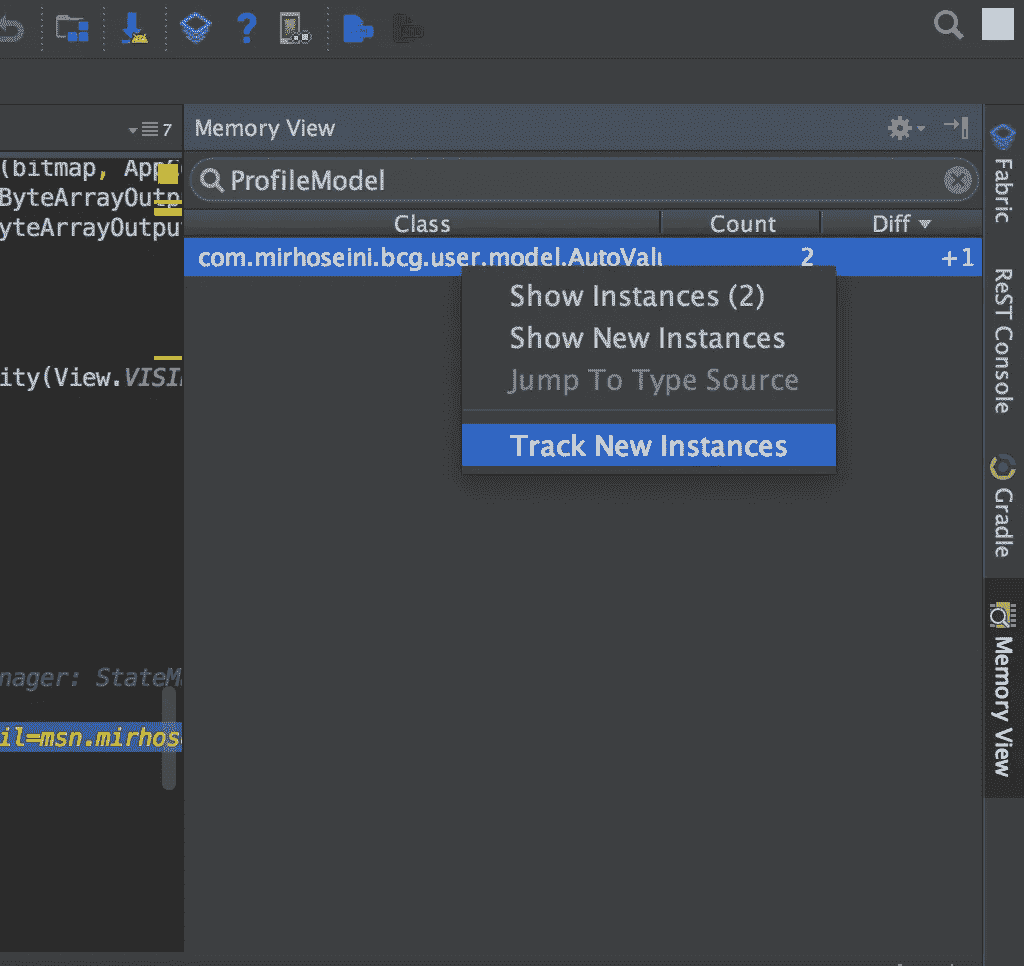 ?
7
Memory View
(bitmap, App
ByteArrayOutp
yteArrayOutpu
ProfileModel
Class Count Diff
com.mirhoseini.bcg.user.model.AutoValu 2 +1
Show Instances (2)
Show New Instances
Jump To Type Source
Track New Instances
ity(View.VISI
nager: StateM
il=msn.mirhos
Fabric
ReST Console
Gradle
Memory View